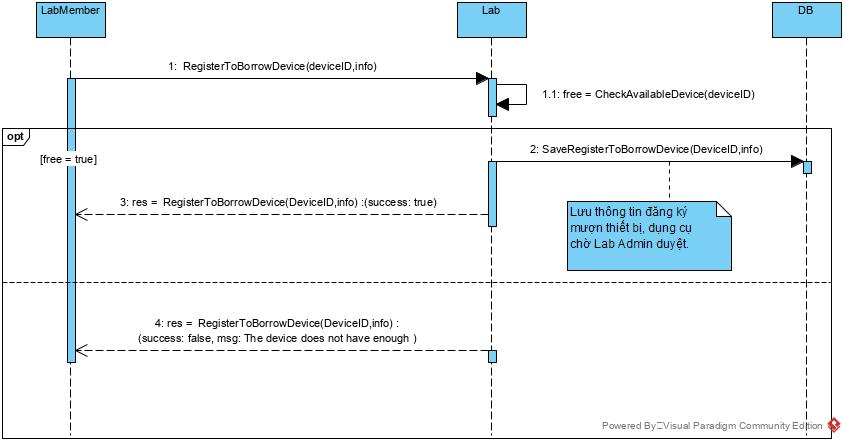 LabMember
Lab
DB
1: RegisterToBorrowDevice(deviceID,info)
1.1: free = CheckAvailableDevice(deviceID)
opt
[free = true]
2: SaveRegisterToBorrowDevice(DeviceID,info)
3: res = RegisterToBorrowDevice(DeviceID,info) :(success: true)
Lưu thông tin đăng ký
mượn thiết bị, dụng cụ
chờ Lab Admin duyệt.
4: res = RegisterToBorrowDevice(DeviceID,info) :
(success: false, msg: The device does not have enough )
Powered By Visual Paradigm Community Edition